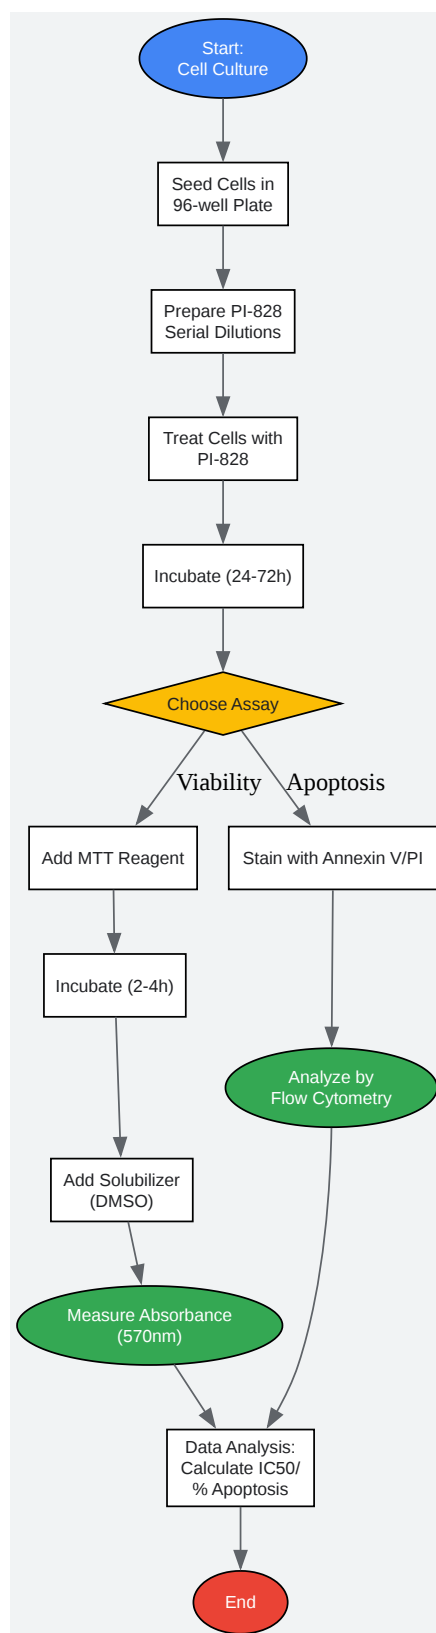 Start:
Cell Culture
Seed Cells in
96-well Plate
Prepare PI-828
Serial Dilutions
Treat Cells with
PI-828
Incubate (24-72h)
Choose Assay
Viability
Apoptosis
Add MTT Reagent
Stain with Annexin V/PI
Incubate (2-4h)
Analyze by
Flow Cytometry
Add Solubilizer
(DMSO)
Measure Absorbance
(570nm)
Data Analysis:
Calculate IC50/
% Apoptosis
End